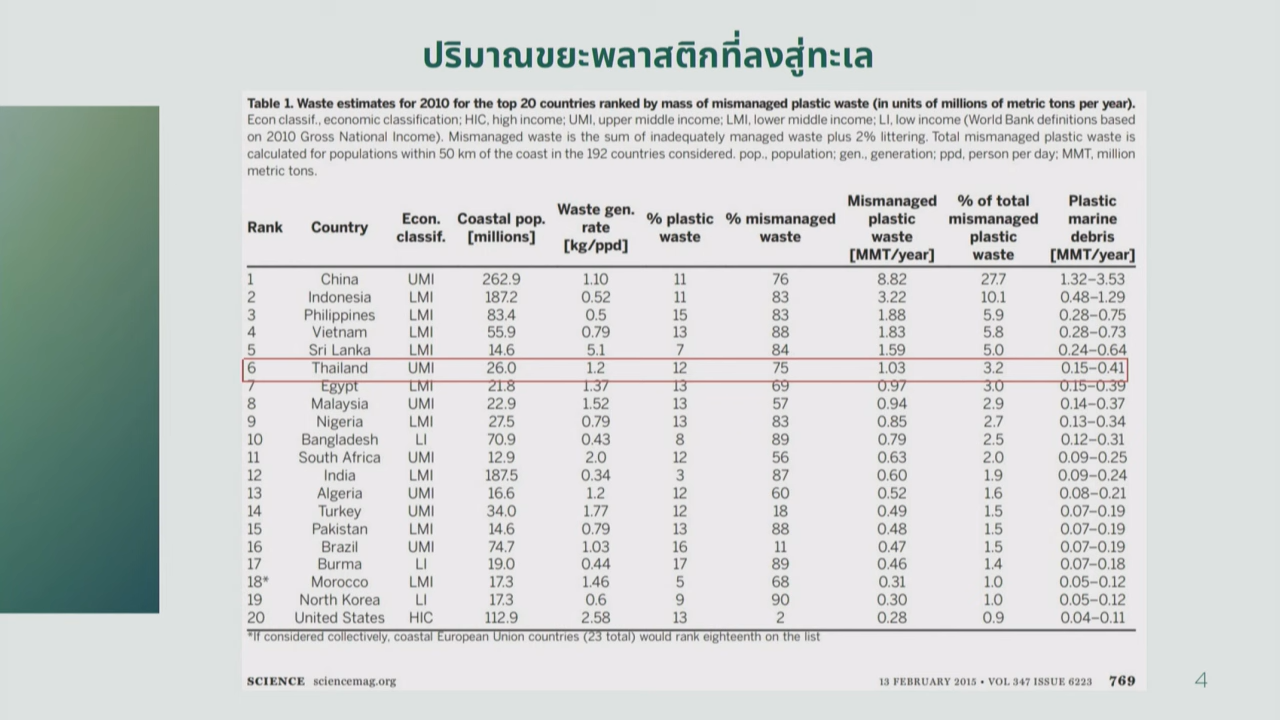 ปริมาณขยะพลาสติกที่ลงสู่ทะเล
Table 1. Waste estimates for 2010 for the top 20 countries ranked by mass of mismanaged plastic waste (in units of millions of metric tons per year).
Econ classif., economic classification; HIC, high income; UMI, upper middle income; LMI, lower middle income; LI, low income (World Bank definitions based
on 2010 Gross National Income). Mismanaged waste is the sum of inadequately managed waste plus 2% littering. Total mismanaged plastic waste is
calculated for populations within 50 km of the coast in the 192 countries considered. pop., population; gen., generation; ppd, person per day; MMT, million
metric tons.
Rank Country Econ. classif. Coastal pop. [millions] Waste gen. rate [kg/ppd] % plastic waste % mismanaged waste Mismanaged plastic waste [MMT/year] % of total mismanaged plastic waste Plastic marine debris [MMT/year]
1 China UMI 262.9 1.10 11 76 8.82 27.7 1.32–3.53
2 Indonesia LMI 187.2 0.52 11 83 3.22 10.1 0.48–1.29
3 Philippines LMI 83.4 0.5 15 83 1.88 5.9 0.28–0.75
4 Vietnam LMI 55.9 0.79 13 88 1.83 5.8 0.28–0.73
5 Sri Lanka LMI 14.6 5.1 7 84 1.59 5.0 0.24–0.64
6 Thailand UMI 26.0 1.2 12 75 1.03 3.2 0.15–0.41
7 Egypt LMI 21.8 1.37 13 69 0.97 3.0 0.15–0.39
8 Malaysia UMI 22.9 1.52 13 57 0.94 2.9 0.14–0.37
9 Nigeria LMI 27.5 0.79 13 83 0.85 2.7 0.13–0.34
10 Bangladesh LI 70.9 0.43 8 89 0.79 2.5 0.12–0.31
11 South Africa UMI 12.9 2.0 12 56 0.63 2.0 0.09–0.25
12 India LMI 187.5 0.34 3 87 0.60 1.9 0.09–0.24
13 Algeria UMI 16.6 1.2 12 60 0.52 1.6 0.08–0.21
14 Turkey UMI 34.0 1.77 12 18 0.49 1.5 0.07–0.19
15 Pakistan LMI 14.6 0.79 13 88 0.48 1.5 0.07–0.19
16 Brazil UMI 74.7 1.03 16 11 0.47 1.5 0.07–0.19
17 Burma LI 19.0 0.44 17 89 0.46 1.4 0.07–0.18
18* Morocco LMI 17.3 1.46 5 68 0.31 1.0 0.05–0.12
19 North Korea LI 17.3 0.6 9 90 0.30 1.0 0.05–0.12
20 United States HIC 112.9 2.58 13 2 0.28 0.9 0.04–0.11
*If considered collectively, coastal European Union countries (23 total) would rank eighteenth on the list
SCIENCE sciencemag.org 13 FEBRUARY 2015 • VOL 347 ISSUE 6223 769
4